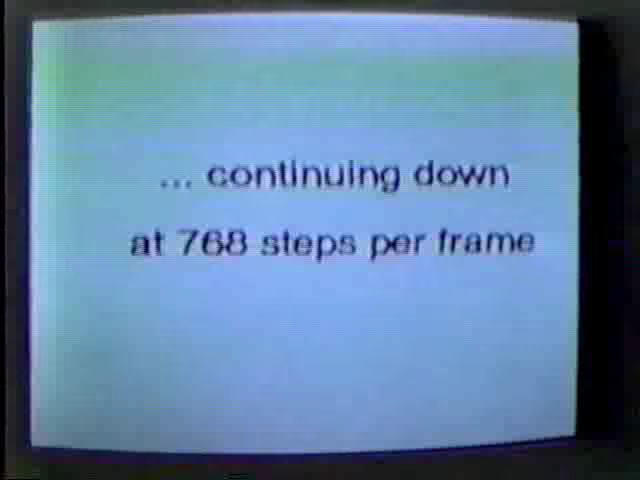 ... continuing down
at 768 steps per frame